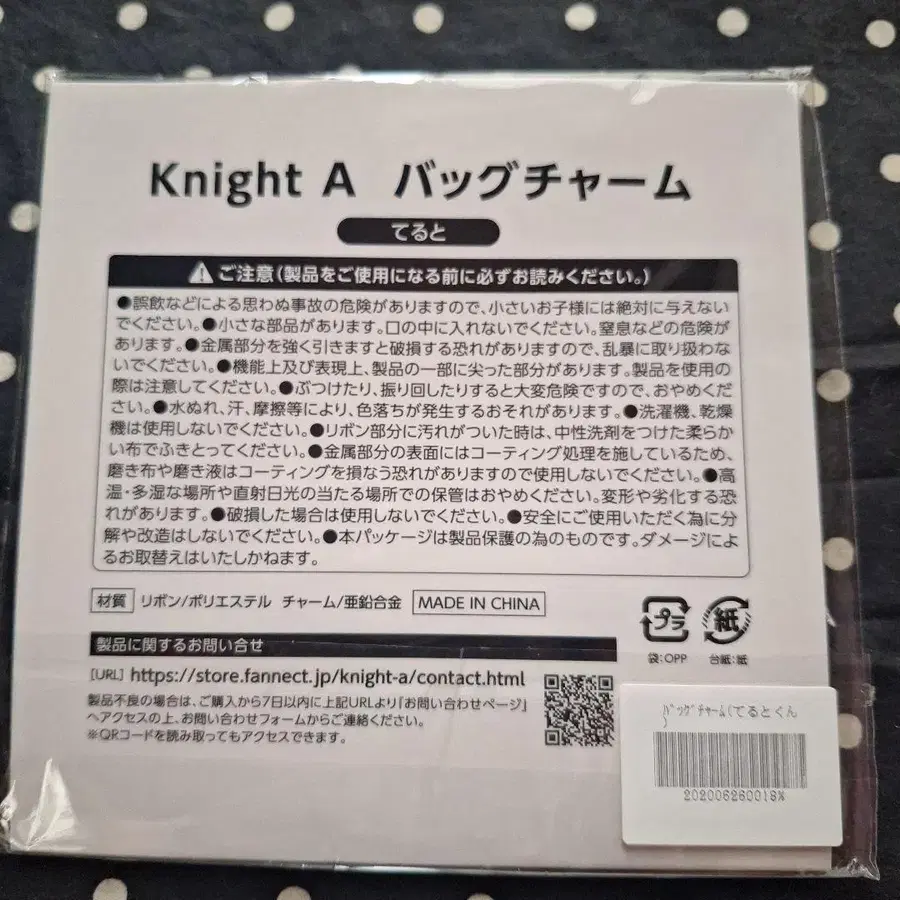 Knight A バッグチャーム
てると
ご注意(製品をご使用になる前に必ずお読みください。)
●誤飲などによる思わぬ事故の危険がありますので、小さいお子様には絶対に与えない
でください。●小さな部品があります。口の中に入れないでください。窒息などの危険が
あります。●金属部分を強く引きますと破損する恐れがありますので、乱暴に取り扱わな
いでください。●機能上及び表現上、製品の一部に尖った部分があります。製品を使用の
際は注意してください。●ぶつけたり、振り回したりすると大変危険ですので、おやめくだ
さい。●水ぬれ、汗、摩擦等により、色落ちが発生するおそれがあります。●洗濯機、乾燥
機は使用しないでください。●リボン部分に汚れがついた時は、中性洗剤をつけた柔らか
い布でふきとってください。●金属部分の表面にはコーティング処理を施しているため、
磨き布や磨き液はコーティングを損なう恐れがありますので使用しないでください。●高
温・多湿な場所や直射日光の当たる場所での保管はおやめください。変形や劣化する恐
れがあります。●破損した場合は使用しないでください。●安全にご使用いただく為に分
解や改造はしないでください。●本パッケージは製品保護の為のものです。ダメージによ
るお取替えはいたしかねます。
材質 リボン/ポリエステル チャーム/亜鉛合金 MADE IN CHINA
プラ 紙
袋:OPP 台紙:紙
製品に関するお問い合せ
[URL] https://store.fannect.jp/knight-a/contact.html
製品不良の場合は、ご購入から7日以内に上記URLより「お問い合わせページ」
へアクセスの上、お問い合わせフォームからご連絡ください。
※QRコードを読み取ってもアクセスできます。
ﾊﾞｯｸﾞﾁｬｰﾑ(てるとくん
)
202006260018%